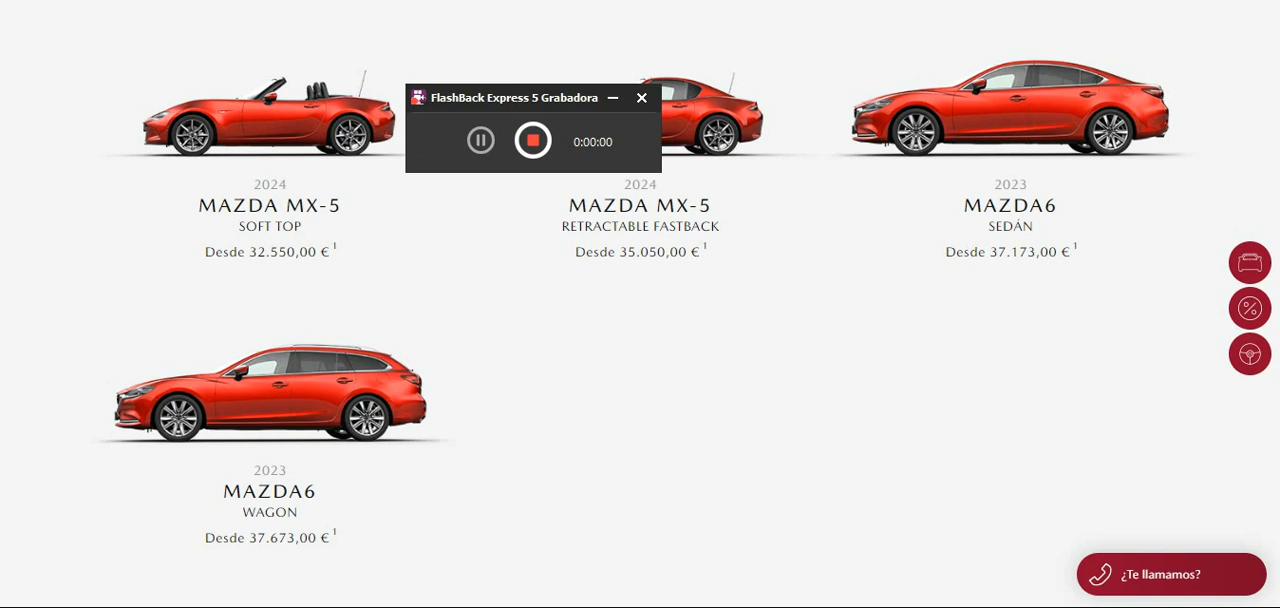 FlashBack Express 5 Grabadora
0:00:00
2024
MAZDA MX-5
SOFT TOP
Desde 32.550,00 € 1
2024
MAZDA MX-5
RETRACTABLE FASTBACK
Desde 35.050,00 € 1
2023
MAZDA6
SEDÁN
Desde 37.173,00 € 1
2023
MAZDA6
WAGON
Desde 37.673,00 € 1
¿Te llamamos?